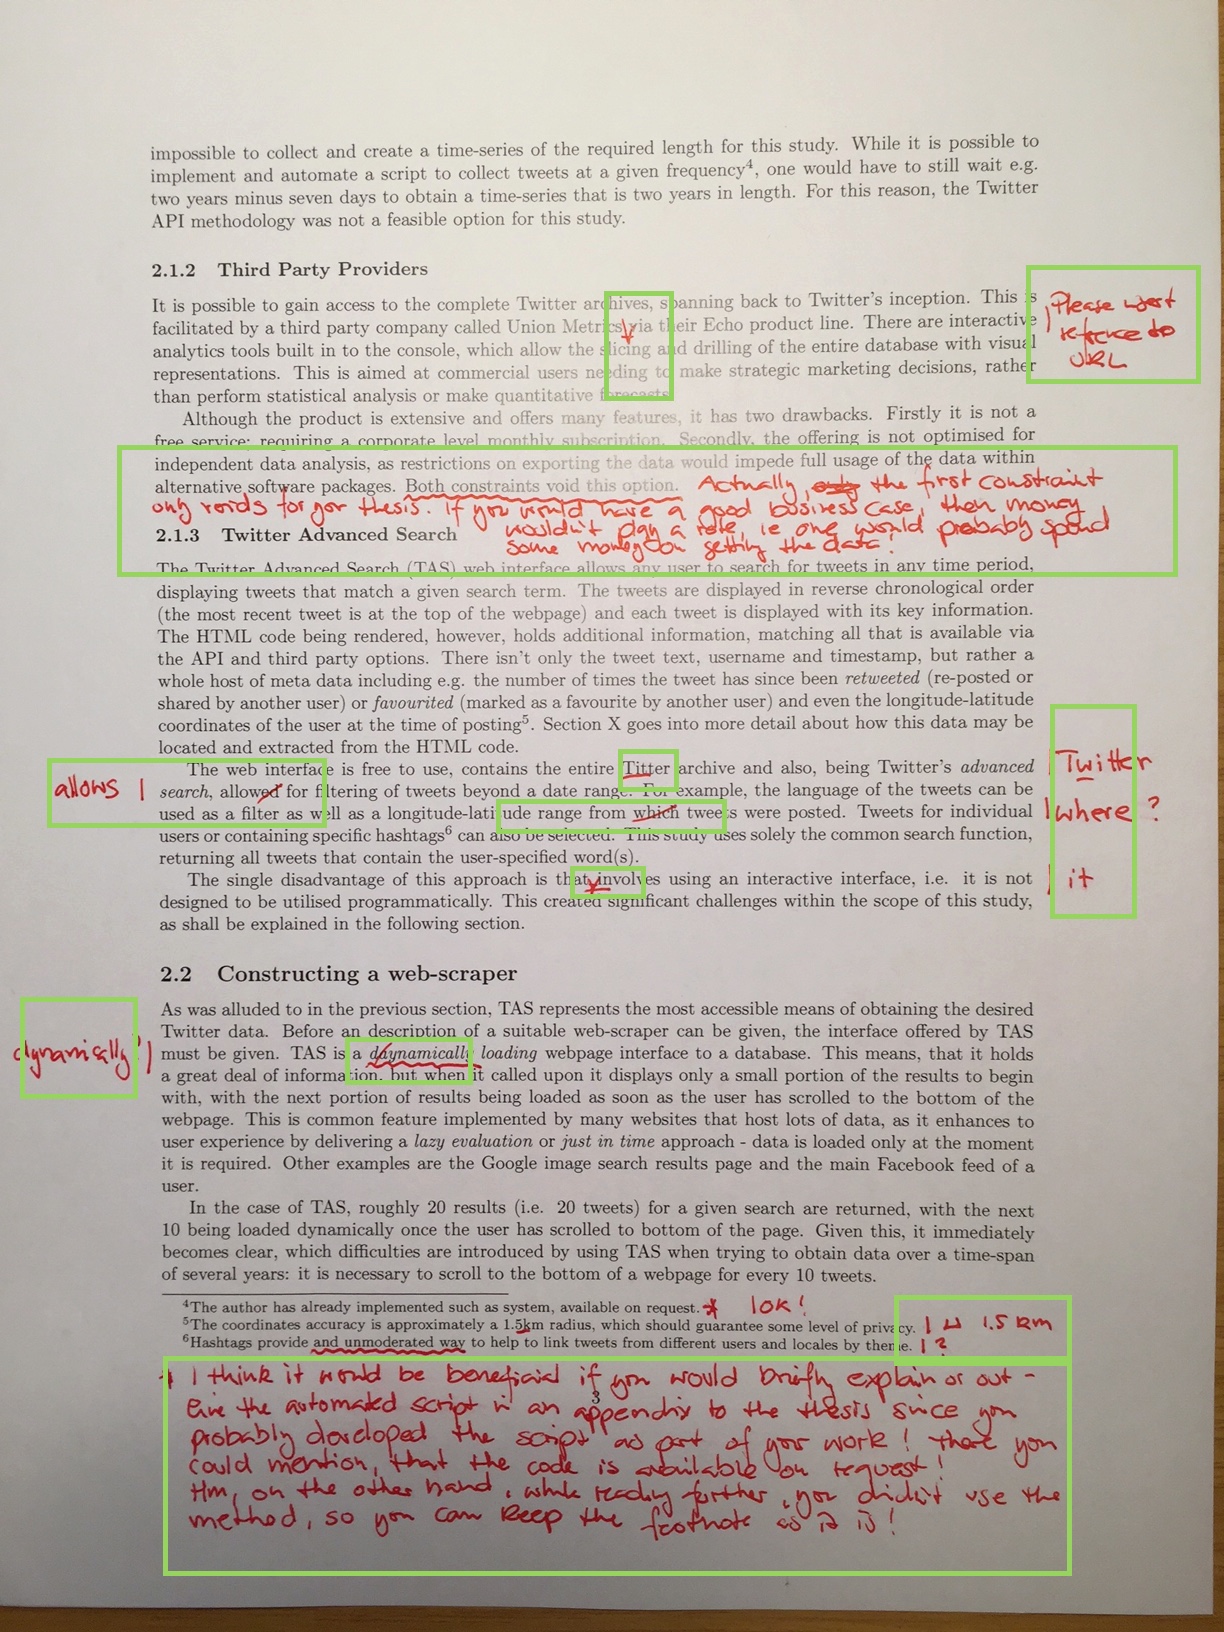 impossible to collect and create a time-series of the required length for this study. While it is possible to
implement and automate a script to collect tweets at a given frequency4, one would have to still wait e.g.
two years minus seven days to obtain a time-series that is two years in length. For this reason, the Twitter
API methodology was not a feasible option for this study.
2.1.2 Third Party Providers
It is possible to gain access to the complete Twitter archives, spanning back to Twitter's inception. This is
facilitated by a third party company called Union Metrics via their Echo product line. There are interactive
analytics tools built in to the console, which allow the slicing and drilling of the entire database with visual
representations. This is aimed at commercial users needing to make strategic marketing decisions, rather
than perform statistical analysis or make quantitative forecasts.
Please insert
reference to
URL
Although the product is extensive and offers many features, it has two drawbacks. Firstly it is not a
free service; requiring a corporate level monthly subscription. Secondly, the offering is not optimised for
independent data analysis, as restrictions on exporting the data would impede full usage of the data within
alternative software packages. Both constraints void this option.
Actually, only the first constraint
only voids for your thesis. If you would have a good business case, then money
wouldn't play a role, ie one would probably spend
some money on getting the data!
2.1.3 Twitter Advanced Search
The Twitter Advanced Search (TAS) web interface allows any user to search for tweets in any time period,
displaying tweets that match a given search term. The tweets are displayed in reverse chronological order
(the most recent tweet is at the top of the webpage) and each tweet is displayed with its key information.
The HTML code being rendered, however, holds additional information, matching all that is available via
the API and third party options. There isn't only the tweet text, username and timestamp, but rather a
whole host of meta data including e.g. the number of times the tweet has since been retweeted (re-posted or
shared by another user) or favourited (marked as a favourite by another user) and even the longitude-latitude
coordinates of the user at the time of posting5. Section X goes into more detail about how this data may be
located and extracted from the HTML code.
The web interface is free to use, contains the entire Titter archive and also, being Twitter's advanced
| Twitter
allows |
search, allowed for filtering of tweets beyond a date range. For example, the language of the tweets can be
used as a filter as well as a longitude-latitude range from which tweets were posted. Tweets for individual
| where ?
users or containing specific hashtags6 can also be selected. This study uses solely the common search function,
returning all tweets that contain the user-specified word(s).
The single disadvantage of this approach is that involves using an interactive interface, i.e. it is not
| it
designed to be utilised programmatically. This created significant challenges within the scope of this study,
as shall be explained in the following section.
2.2 Constructing a web-scraper
As was alluded to in the previous section, TAS represents the most accessible means of obtaining the desired
Twitter data. Before an description of a suitable web-scraper can be given, the interface offered by TAS
dynamically |
must be given. TAS is a daynamically loading webpage interface to a database. This means, that it holds
a great deal of information, but when it called upon it displays only a small portion of the results to begin
with, with the next portion of results being loaded as soon as the user has scrolled to the bottom of the
webpage. This is common feature implemented by many websites that host lots of data, as it enhances to
user experience by delivering a lazy evaluation or just in time approach - data is loaded only at the moment
it is required. Other examples are the Google image search results page and the main Facebook feed of a
user.
In the case of TAS, roughly 20 results (i.e. 20 tweets) for a given search are returned, with the next
10 being loaded dynamically once the user has scrolled to bottom of the page. Given this, it immediately
becomes clear, which difficulties are introduced by using TAS when trying to obtain data over a time-span
of several years: it is necessary to scroll to the bottom of a webpage for every 10 tweets.
4The author has already implemented such as system, available on request. * | OK!
5The coordinates accuracy is approximately a 1.5km radius, which should guarantee some level of privacy. | ⊔ 1.5 km
6Hashtags provide and unmoderated way to help to link tweets from different users and locales by theme. | ?
* I think it would be beneficial if you would briefly explain or out-
line the automated script in an appendix to the thesis since you
3
probably developed the script as part of your work! There you
could mention, that the code is available on request!
Hm, on the other hand, while reading further, you didn't use the
method, so you can keep the footnote as it is!